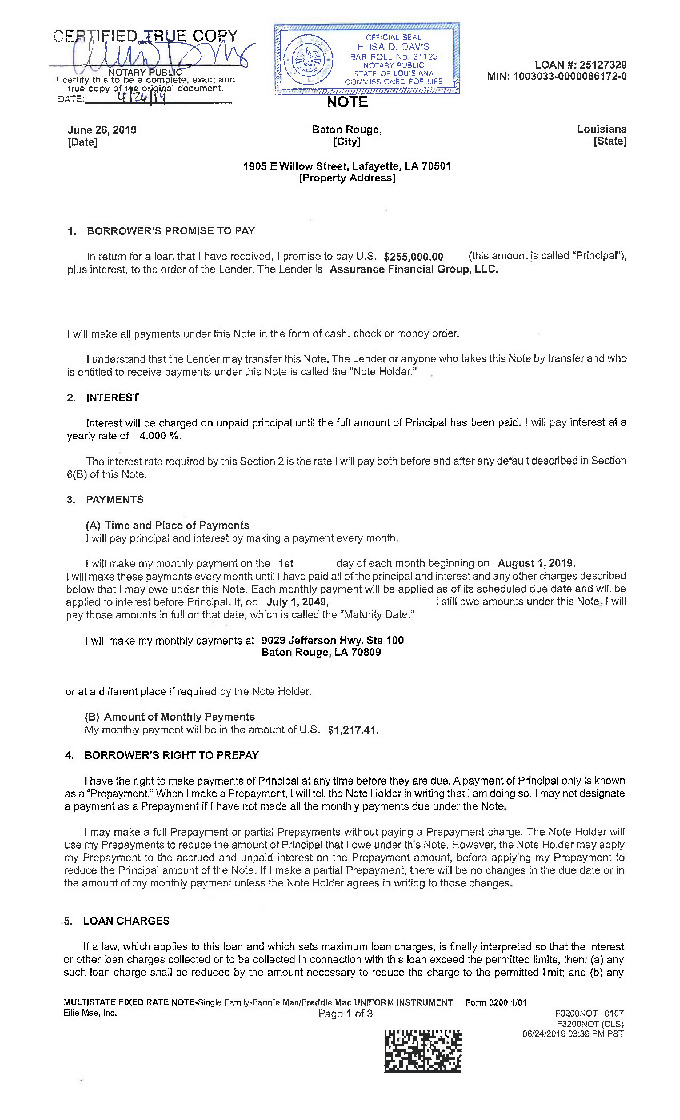 CERTIFIED TRUE COPY
NOTARY PUBLIC
I certify this to be a complete, exact and
true copy of the original document.
DATE:
OFFICIAL SEAL
NOTARY PUBLIC
STATE OF LOUISIANA
COMMISSIONED FOR LIFE
LOAN #: 25127329
MIN: 1003033-0000086172-0
NOTE
June 26, 2019
Baton Rouge,
Louisiana
[Date]
[City]
[State]
1905 E Willow Street, Lafayette, LA 70501
[Property Address]
1. BORROWER'S PROMISE TO PAY
In return for a loan that I have received, I promise to pay U.S. $255,000.00 (this amount is called "Principal"),
plus interest, to the order of the Lender. The Lender is Assurance Financial Group, LLC.
I will make all payments under this Note in the form of cash, check or money order.
I understand that the Lender may transfer this Note. The Lender or anyone who takes this Note by transfer and who
is entitled to receive payments under this Note is called the "Note Holder."
2. INTEREST
Interest will be charged on unpaid principal until the full amount of Principal has been paid. I will pay interest at a
yearly rate of 4.000 %.
The interest rate required by this Section 2 is the rate I will pay both before and after any default described in Section
6(B) of this Note.
3. PAYMENTS
(A) Time and Place of Payments
I will pay principal and interest by making a payment every month.
I will make my monthly payment on the 1st day of each month beginning on August 1, 2019.
I will make these payments every month until I have paid all of the principal and interest and any other charges described
below that I may owe under this Note. Each monthly payment will be applied as of its scheduled due date and will be
applied to interest before Principal. If, on July 1, 2049, I still owe amounts under this Note, I will
pay those amounts in full on that date, which is called the "Maturity Date."
I will make my monthly payments at 9029 Jefferson Hwy. Ste 100
Baton Rouge, LA 70809
or at a different place if required by the Note Holder.
(B) Amount of Monthly Payments
My monthly payment will be in the amount of U.S. $1,217.41.
4. BORROWER'S RIGHT TO PREPAY
I have the right to make payments of Principal at any time before they are due. A payment of Principal only is known
as a "Prepayment." When I make a Prepayment, I will tell the Note Holder in writing that I am doing so. I may not designate
a payment as a Prepayment if I have not made all the monthly payments due under the Note.
I may make a full Prepayment or partial Prepayments without paying a Prepayment charge. The Note Holder will
use my Prepayments to reduce the amount of Principal that I owe under this Note. However, the Note Holder may apply
my Prepayment to the accrued and unpaid interest on the Prepayment amount, before applying my Prepayment to
reduce the Principal amount of the Note. If I make a partial Prepayment, there will be no changes in the due date or in
the amount of my monthly payment unless the Note Holder agrees in writing to those changes.
5. LOAN CHARGES
If a law, which applies to this loan and which sets maximum loan charges, is finally interpreted so that the interest
or other loan charges collected or to be collected in connection with this loan exceed the permitted limits, then: (a) any
such loan charge shall be reduced by the amount necessary to reduce the charge to the permitted limit; and (b) any
MULTISTATE FIXED RATE NOTE-Single Family-Fannie Mae/Freddie Mac UNIFORM INSTRUMENT Form 3200 1/01
Ellie Mae, Inc.
Page 1 of 3
F3200NOT 0107
F3200NOT (CLS)
06/24/2019 03:39 PM PST